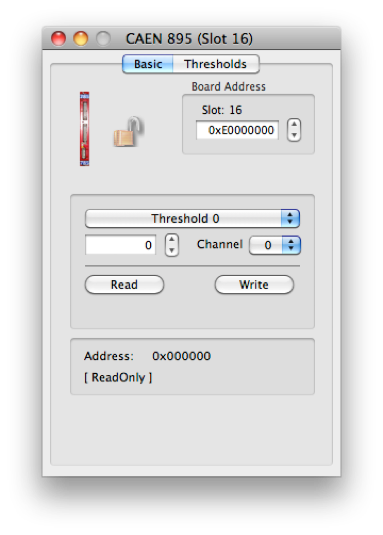 CAEN 895 (Slot 16)
Basic Thresholds
Board Address
Slot: 16
0xE0000000
Threshold 0
0 Channel 0
Read Write
Address: 0x000000
[ ReadOnly ]